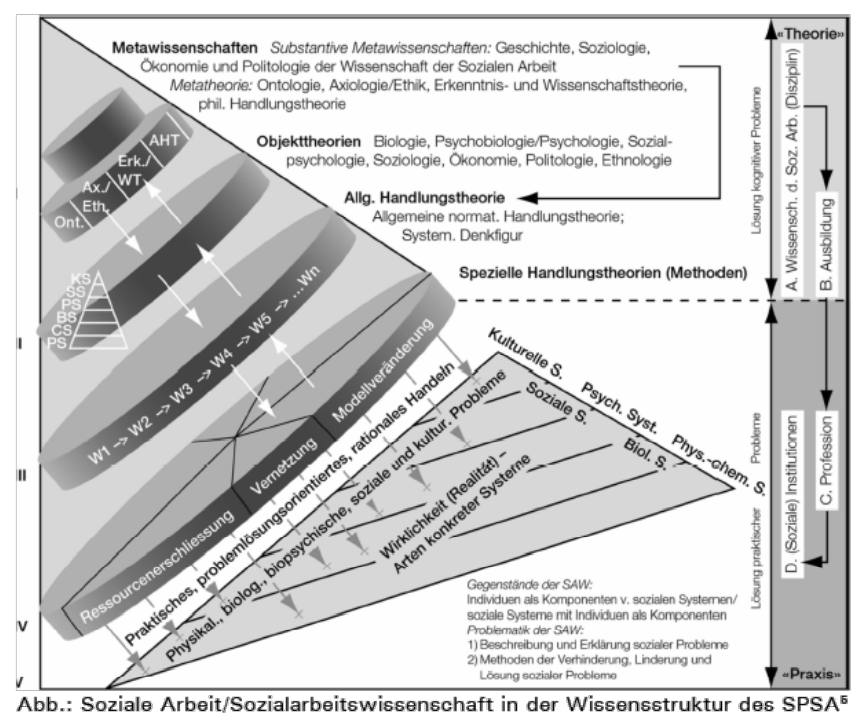 Metawissenschaften Substantive Metawissenschaften: Geschichte, Soziologie,
Ökonomie und Politologie der Wissenschaft der Sozialen Arbeit
Metatheorie: Ontologie, Axiologie/Ethik, Erkenntnis- und Wissenschaftstheorie,
phil. Handlungstheorie
Objekttheorien Biologie, Psychobiologie/Psychologie, Sozial-
psychologie, Soziologie, Ökonomie, Politologie, Ethnologie
Allg. Handlungstheorie
Allgemeine normat. Handlungstheorie;
System. Denkfigur
Spezielle Handlungstheorien (Methoden)
«Theorie»
Lösung kognitiver Probleme
A. Wissensch. d. Soz. Arb. (Disziplin)
B. Ausbildung
Lösung praktischer Probleme
D. (Soziale) Institutionen
C. Profession
«Praxis»
AHT
Erk./
WT
Ax./
Eth.
Ont.
KS
SS
PS
BS
CS
PS
W1 -> W2 -> W3 -> W4 -> W5 -> ...Wn
Ressourcenerschliessung
Vernetzung
Modellveränderung
Praktisches, problemlösungsorientiertes, rationales Handeln
Physikal., biolog., biopsychische, soziale und kultur. Probleme
Wirklichkeit (Realität) –
Arten konkreter Systeme
Kulturelle S.
Soziale S.
Psych. Syst.
Biol. S.
Phys.-chem. S.
Gegenstände der SAW:
Individuen als Komponenten v. sozialen Systemen/
soziale Systeme mit Individuen als Komponenten
Problematik der SAW:
1) Beschreibung und Erklärung sozialer Probleme
2) Methoden der Verhinderung, Linderung und
Lösung sozialer Probleme
I
II
III
IV
V
Abb.: Soziale Arbeit/Sozialarbeitswissenschaft in der Wissensstruktur des SPSA⁵